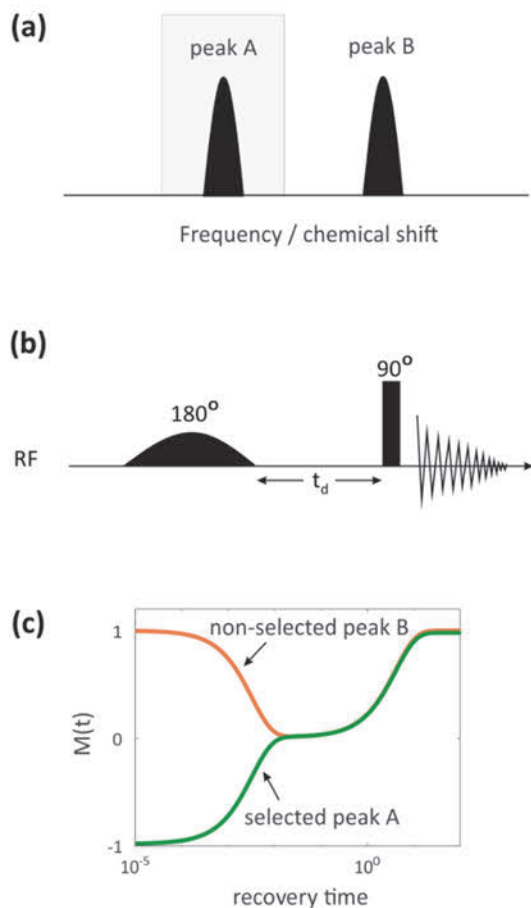 (a)
peak A
peak B
Frequency / chemical shift
(b)
180°
90°
RF
t_d
(c)
1
non-selected peak B
M(t)
0
selected peak A
-1
10^-5
10^0
recovery time